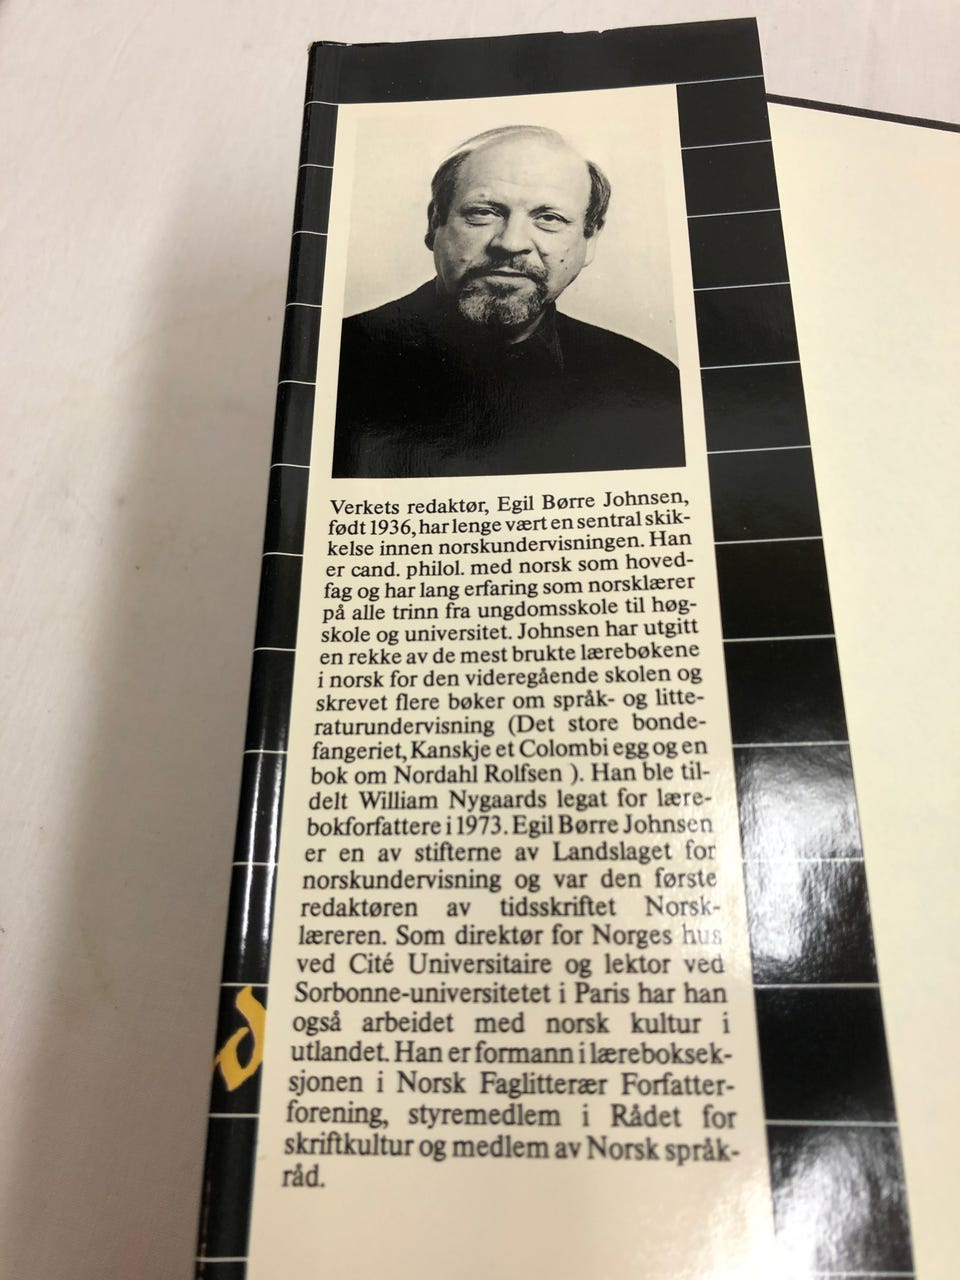 Verkets redaktør, Egil Børre Johnsen,
født 1936, har lenge vært en sentral skik-
kelse innen norskundervisningen. Han
er cand. philol. med norsk som hoved-
fag og har lang erfaring som norsklærer
på alle trinn fra ungdomsskole til høg-
skole og universitet. Johnsen har utgitt
en rekke av de mest brukte lærebøkene
i norsk for den videregående skolen og
skrevet flere bøker om språk- og litte-
raturundervisning (Det store bonde-
fangeriet, Kanskje et Colombi egg og en
bok om Nordahl Rolfsen ). Han ble til-
delt William Nygaards legat for lære-
bokforfattere i 1973. Egil Børre Johnsen
er en av stifterne av Landslaget for
norskundervisning og var den første
redaktøren av tidsskriftet Norsk-
læreren. Som direktør for Norges hus
ved Cité Universitaire og lektor ved
Sorbonne-universitetet i Paris har han
også arbeidet med norsk kultur i
utlandet. Han er formann i læreboksek-
sjonen i Norsk Faglitterær Forfatter-
forening, styremedlem i Rådet for
skriftkultur og medlem av Norsk språk-
råd.
d